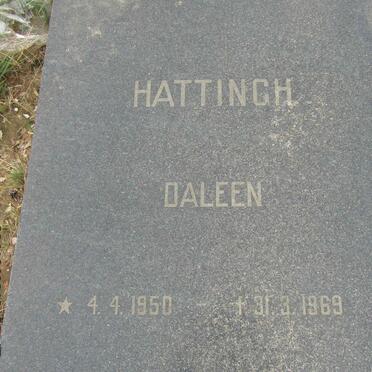 HATTINGH
DALEEN
★ 4.4.1950 – † 31.3.1969